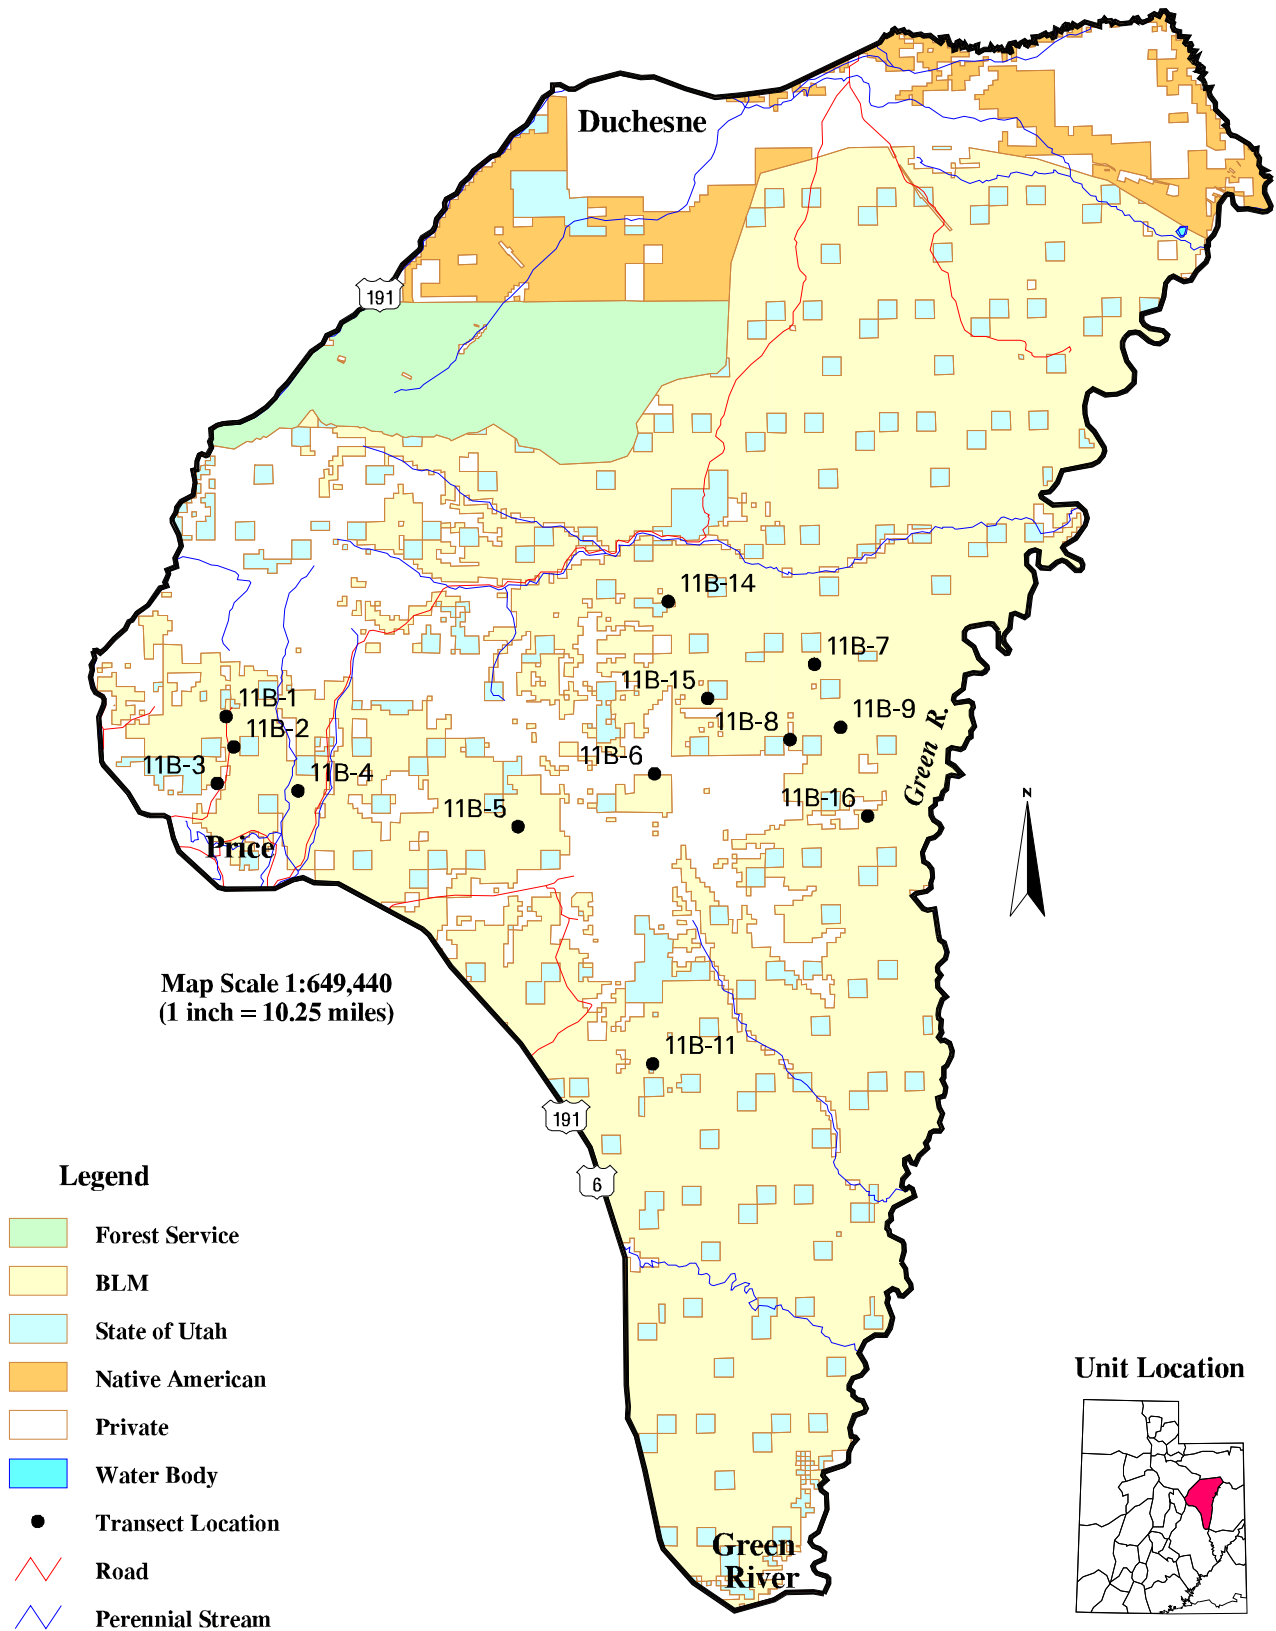 Duchesne
191
11B-14
11B-7
11B-15
11B-1
11B-9
11B-8
11B-2
Green R.
11B-6
11B-3
11B-4
11B-16
11B-5
N
Price
Map Scale 1:649,440
(1 inch = 10.25 miles)
11B-11
191
6
Legend
Forest Service
BLM
State of Utah
Native American
Private
Water Body
Transect Location
Road
Perennial Stream
Unit Location
Green
River